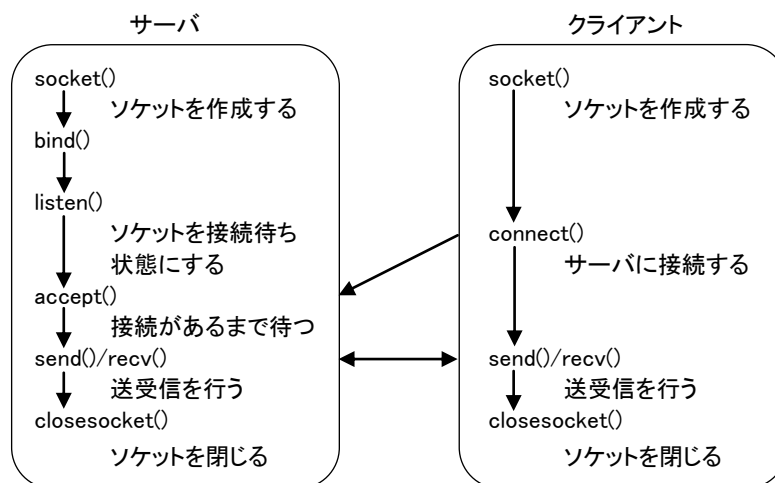 サーバ
socket()
ソケットを作成する
bind()
listen()
ソケットを接続待ち
状態にする
accept()
接続があるまで待つ
send()/recv()
送受信を行う
closesocket()
ソケットを閉じる
クライアント
socket()
ソケットを作成する
connect()
サーバに接続する
send()/recv()
送受信を行う
closesocket()
ソケットを閉じる